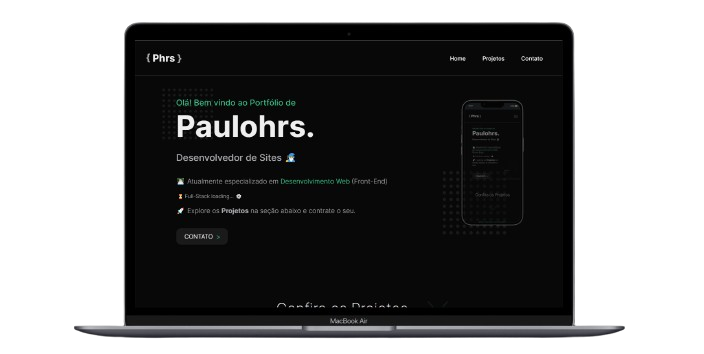 { Phrs }
Home Projetos Contato
Olá! Bem vindo ao Portfólio de
Paulohrs.
Desenvolvedor de Sites
Atualmente especializado em Desenvolvimento Web (Front-End)
Full-Stack loading...
Explore os Projetos na seção abaixo e contrate o seu.
CONTATO >
Confira os Projetos
MacBook Air
Paulohrs.